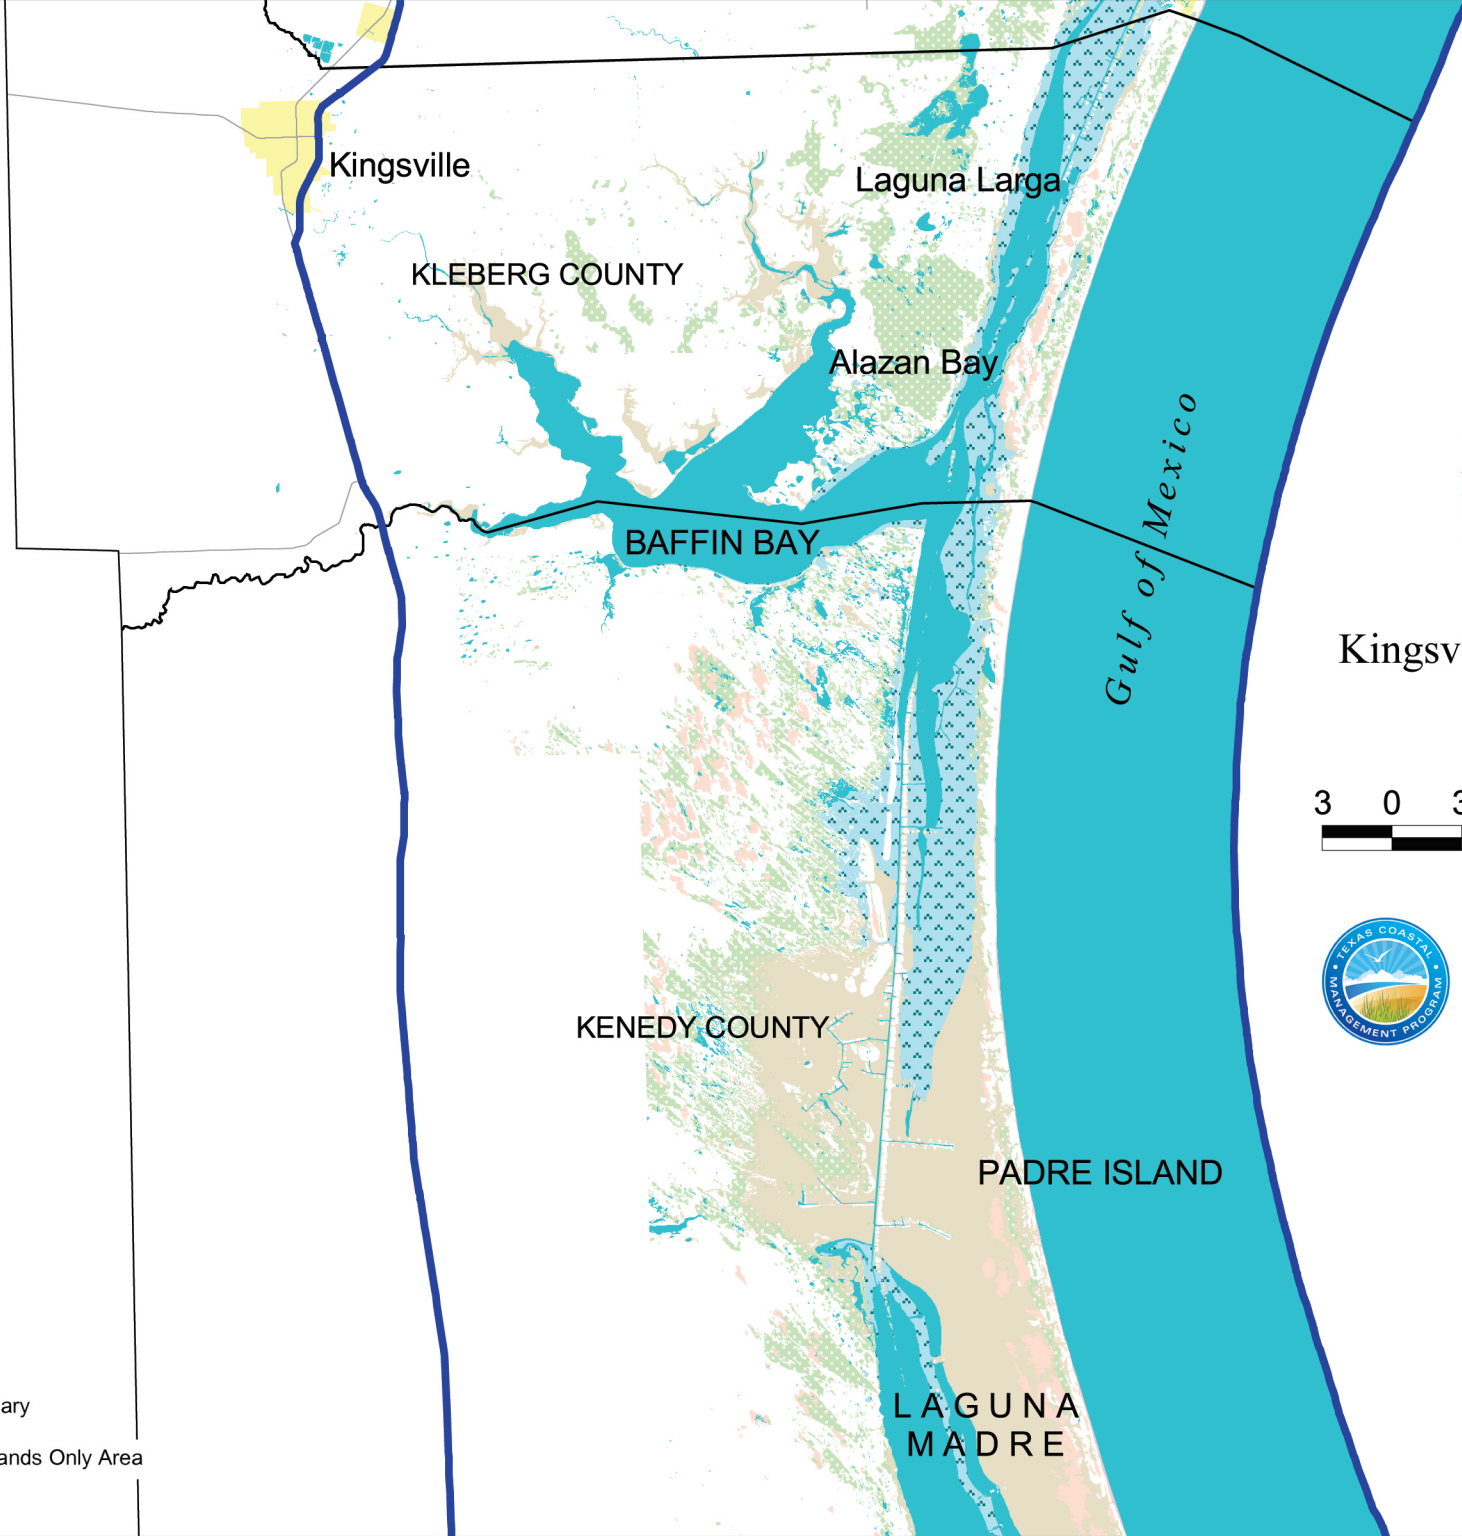 Kingsville
Laguna Larga
KLEBERG COUNTY
Alazan Bay
Gulf of Mexico
BAFFIN BAY
Kingsv
3 0 3
TEXAS COASTAL
MANAGEMENT PROGRAM
KENEDY COUNTY
PADRE ISLAND
LAGUNA
MADRE
ary
ands Only Area